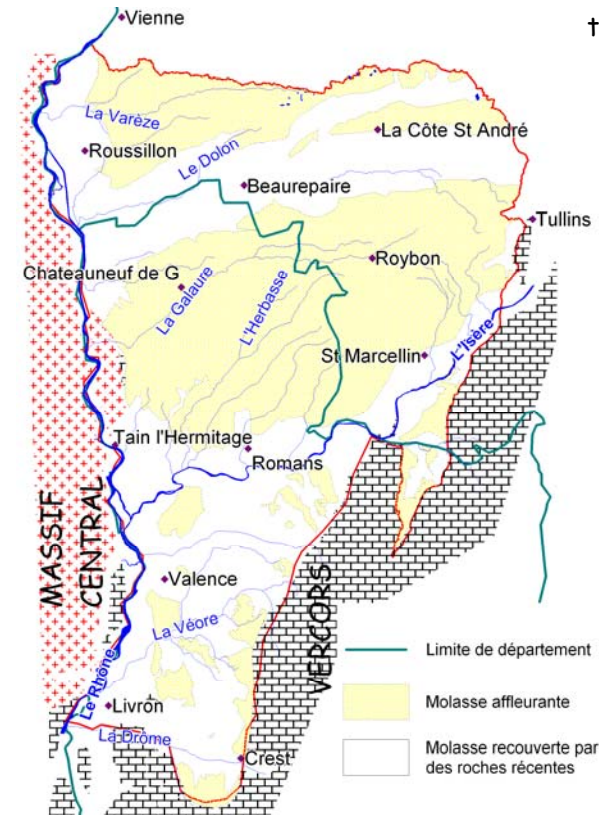 Vienne
†
La Varèze
La Côte St André
Roussillon
Le Dolon
Beaurepaire
Tullins
Chateauneuf de G
La Galaure
L'Herbasse
Roybon
L'Isère
St Marcellin
Tain l'Hermitage
Romans
MASSIF
CENTRAL
Valence
VERCORS
La Véore
Le Rhône
Livron
La Drôme
Crest
Limite de département
Molasse affleurante
Molasse recouverte par
des roches récentes